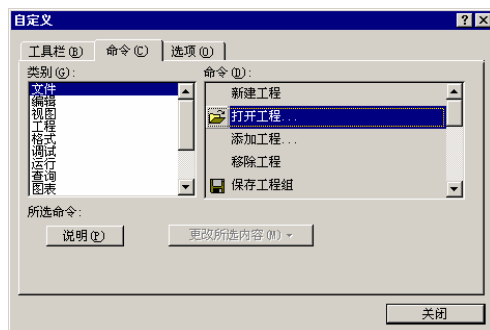 自定义
工具栏(B) 命令(C) 选项(O)
类别(G):
文件
编辑
视图
工程
格式
调试
运行
查询
图表
命令(D):
新建工程
打开工程...
添加工程...
移除工程
保存工程组
所选命令:
说明(P)
更改所选内容(M)
关闭